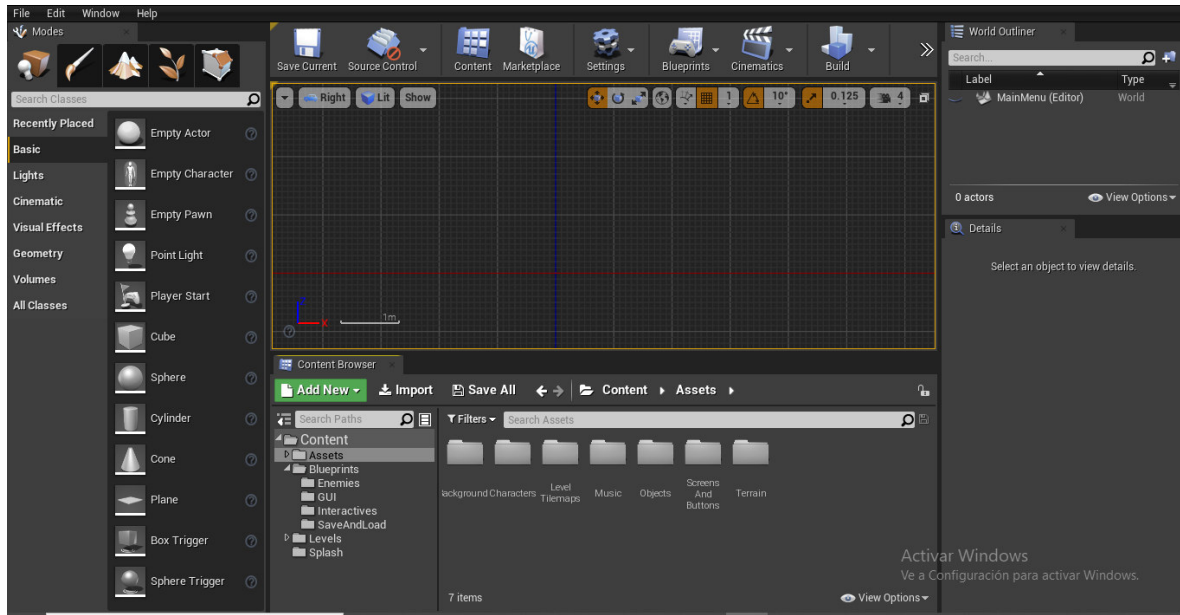 File Edit Window Help
Modes
Search Classes
Recently Placed
Basic
Lights
Cinematic
Visual Effects
Geometry
Volumes
All Classes
Empty Actor
Empty Character
Empty Pawn
Point Light
Player Start
Cube
Sphere
Cylinder
Cone
Plane
Box Trigger
Sphere Trigger
Save Current Source Control Content Marketplace Settings Blueprints Cinematics Build
Right Lit Show 1 10° 0.125 4
Z
X
1m
Content Browser
Add New Import Save All Content Assets
Search Paths
Filters Search Assets
Content
Assets
Blueprints
Enemies
GUI
Interactives
SaveAndLoad
Levels
Splash
ackground Characters Level Tilemaps Music Objects Screens And Buttons Terrain
7 items View Options
World Outliner
Search...
Label Type
MainMenu (Editor) World
0 actors View Options
Details
Select an object to view details.
Activar Windows
Ve a Configuración para activar Windows.